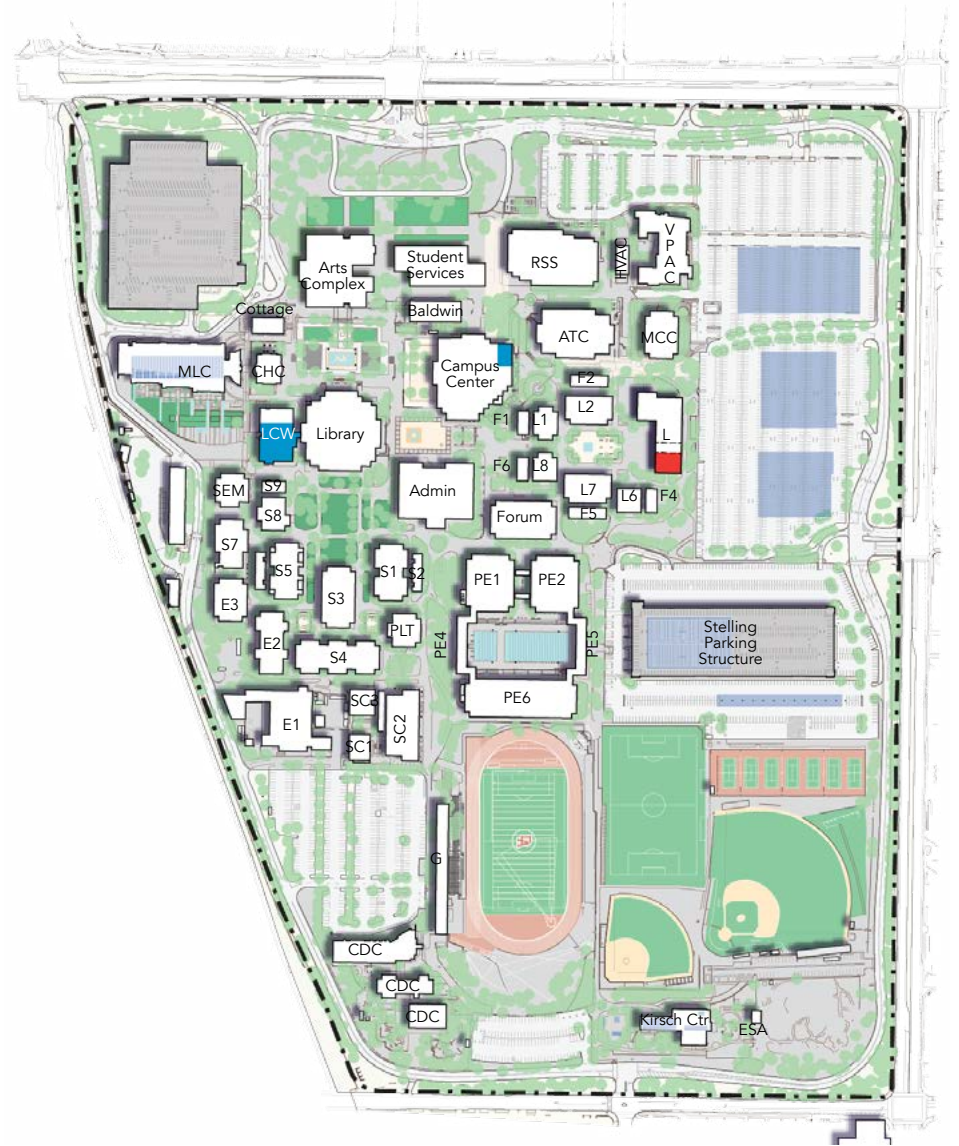 V
P
A
C
HVAC
RSS
Student
Services
Arts
Complex
Cottage
Baldwin
ATC
MCC
MLC
CHC
Campus
Center
F2
L2
F1
L1
L
LCW
Library
F6
L8
SEM
S9
Admin
L7
L6
F4
S8
Forum
F5
S7
S5
S1
S2
PE1
PE2
E3
S3
PLT
Stelling
Parking
Structure
E2
S4
PE4
PE5
SC3
PE6
E1
SC2
SC1
G
CDC
CDC
CDC
Kirsch Ctr.
ESA